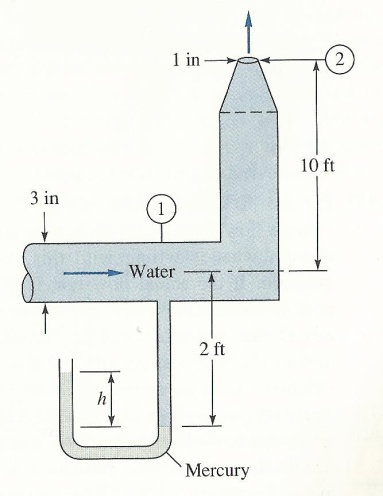 1 in
2
10 ft
3 in
1
Water
2 ft
h
Mercury